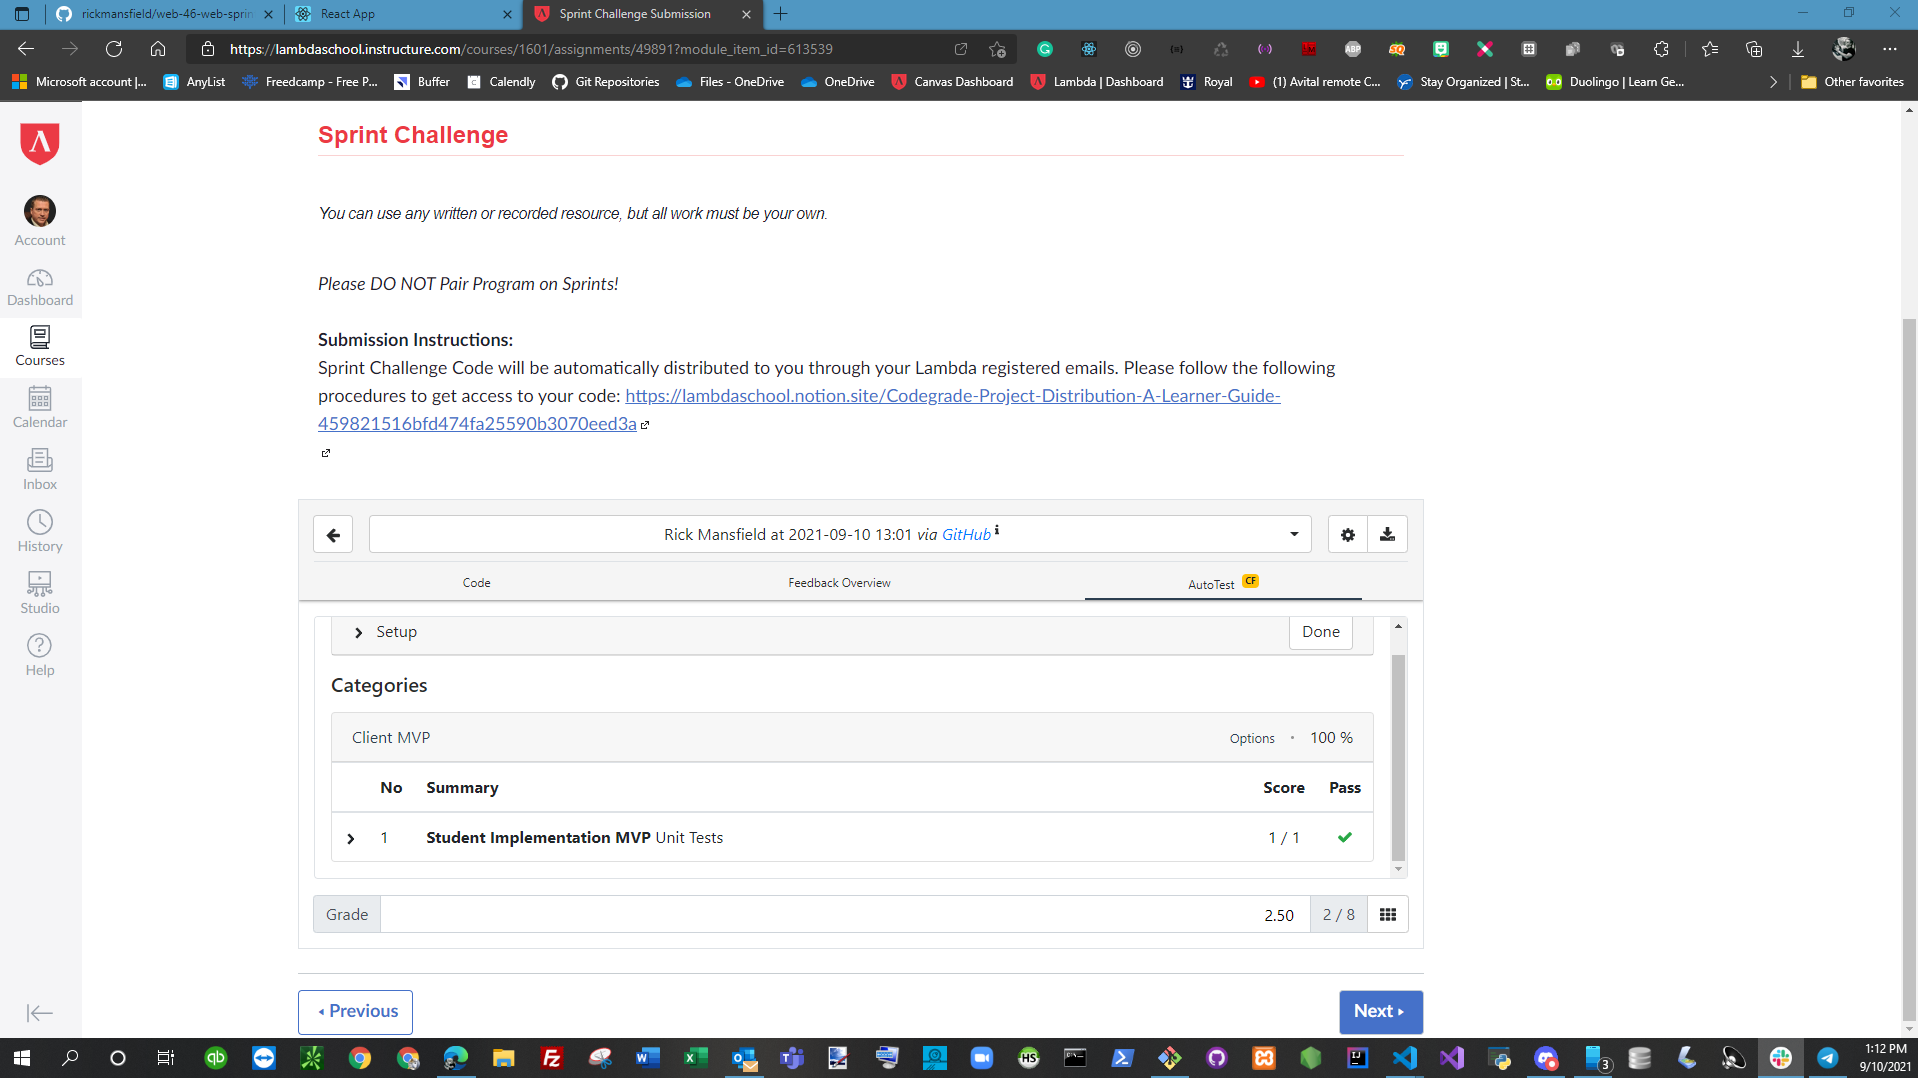 rickmansfield/web-46-web-sprin
React App
Sprint Challenge Submission
https://lambdaschool.instructure.com/courses/1601/assignments/49891?module_item_id=613539
Microsoft account |...
AnyList
Freedcamp - Free P...
Buffer
Calendly
Git Repositories
Files - OneDrive
OneDrive
Canvas Dashboard
Lambda | Dashboard
Royal
(1) Avital remote C...
Stay Organized | St...
Duolingo | Learn Ge...
Other favorites
Account
Dashboard
Courses
Calendar
Inbox
History
Studio
Help
Sprint Challenge
You can use any written or recorded resource, but all work must be your own.
Please DO NOT Pair Program on Sprints!
Submission Instructions:
Sprint Challenge Code will be automatically distributed to you through your Lambda registered emails. Please follow the following
procedures to get access to your code: https://lambdaschool.notion.site/Codegrade-Project-Distribution-A-Learner-Guide-
459821516bfd474fa25590b3070eed3a
Rick Mansfield at 2021-09-10 13:01 via GitHub i
Code
Feedback Overview
AutoTest CF
Setup
Done
Categories
Client MVP
Options • 100 %
No Summary Score Pass
1 Student Implementation MVP Unit Tests 1 / 1
Grade 2.50 2 / 8
Previous
Next
1:12 PM
9/10/2021